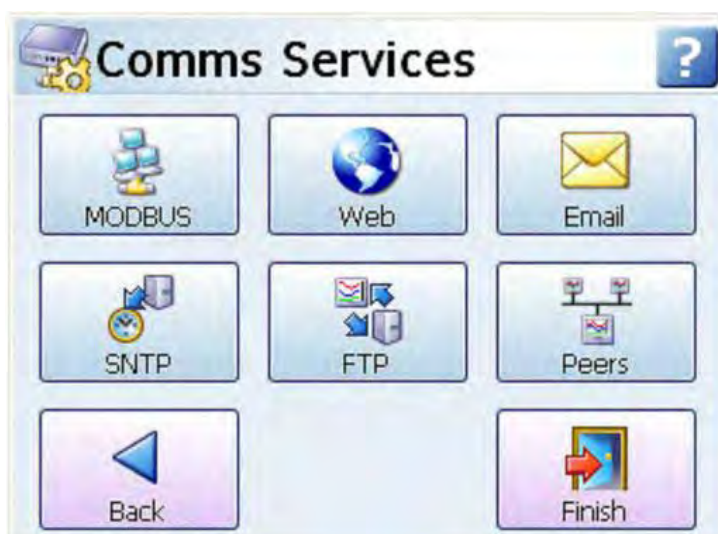 Comms Services ?
MODBUS Web Email
SNTP FTP Peers
Back Finish